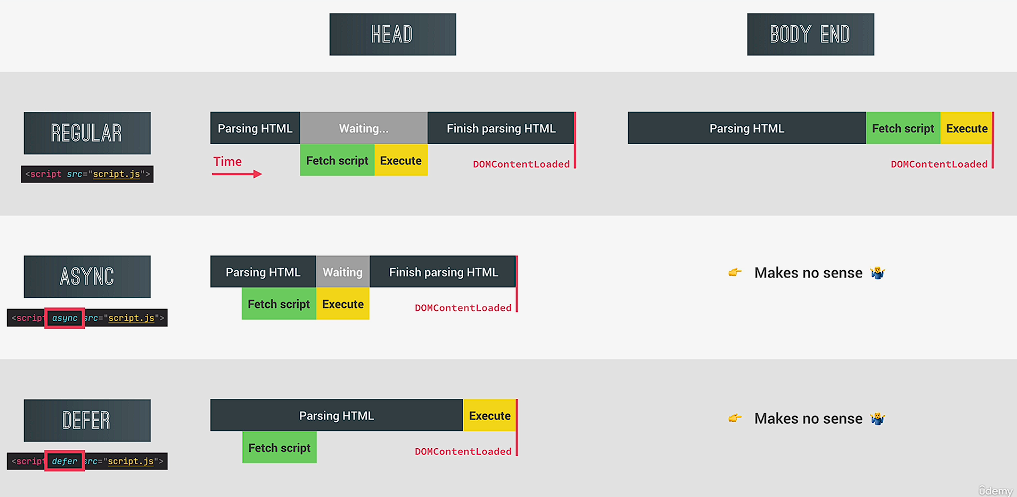 HEAD
BODY END
REGULAR
<script src="script.js">
Parsing HTML
Waiting...
Finish parsing HTML
Fetch script
Execute
Time
DOMContentLoaded
Parsing HTML
Fetch script
Execute
DOMContentLoaded
ASYNC
<script async src="script.js">
Parsing HTML
Waiting
Finish parsing HTML
Fetch script
Execute
DOMContentLoaded
👉 Makes no sense 🤷‍♂️
DEFER
<script defer src="script.js">
Parsing HTML
Execute
Fetch script
DOMContentLoaded
👉 Makes no sense 🤷‍♂️
Udemy